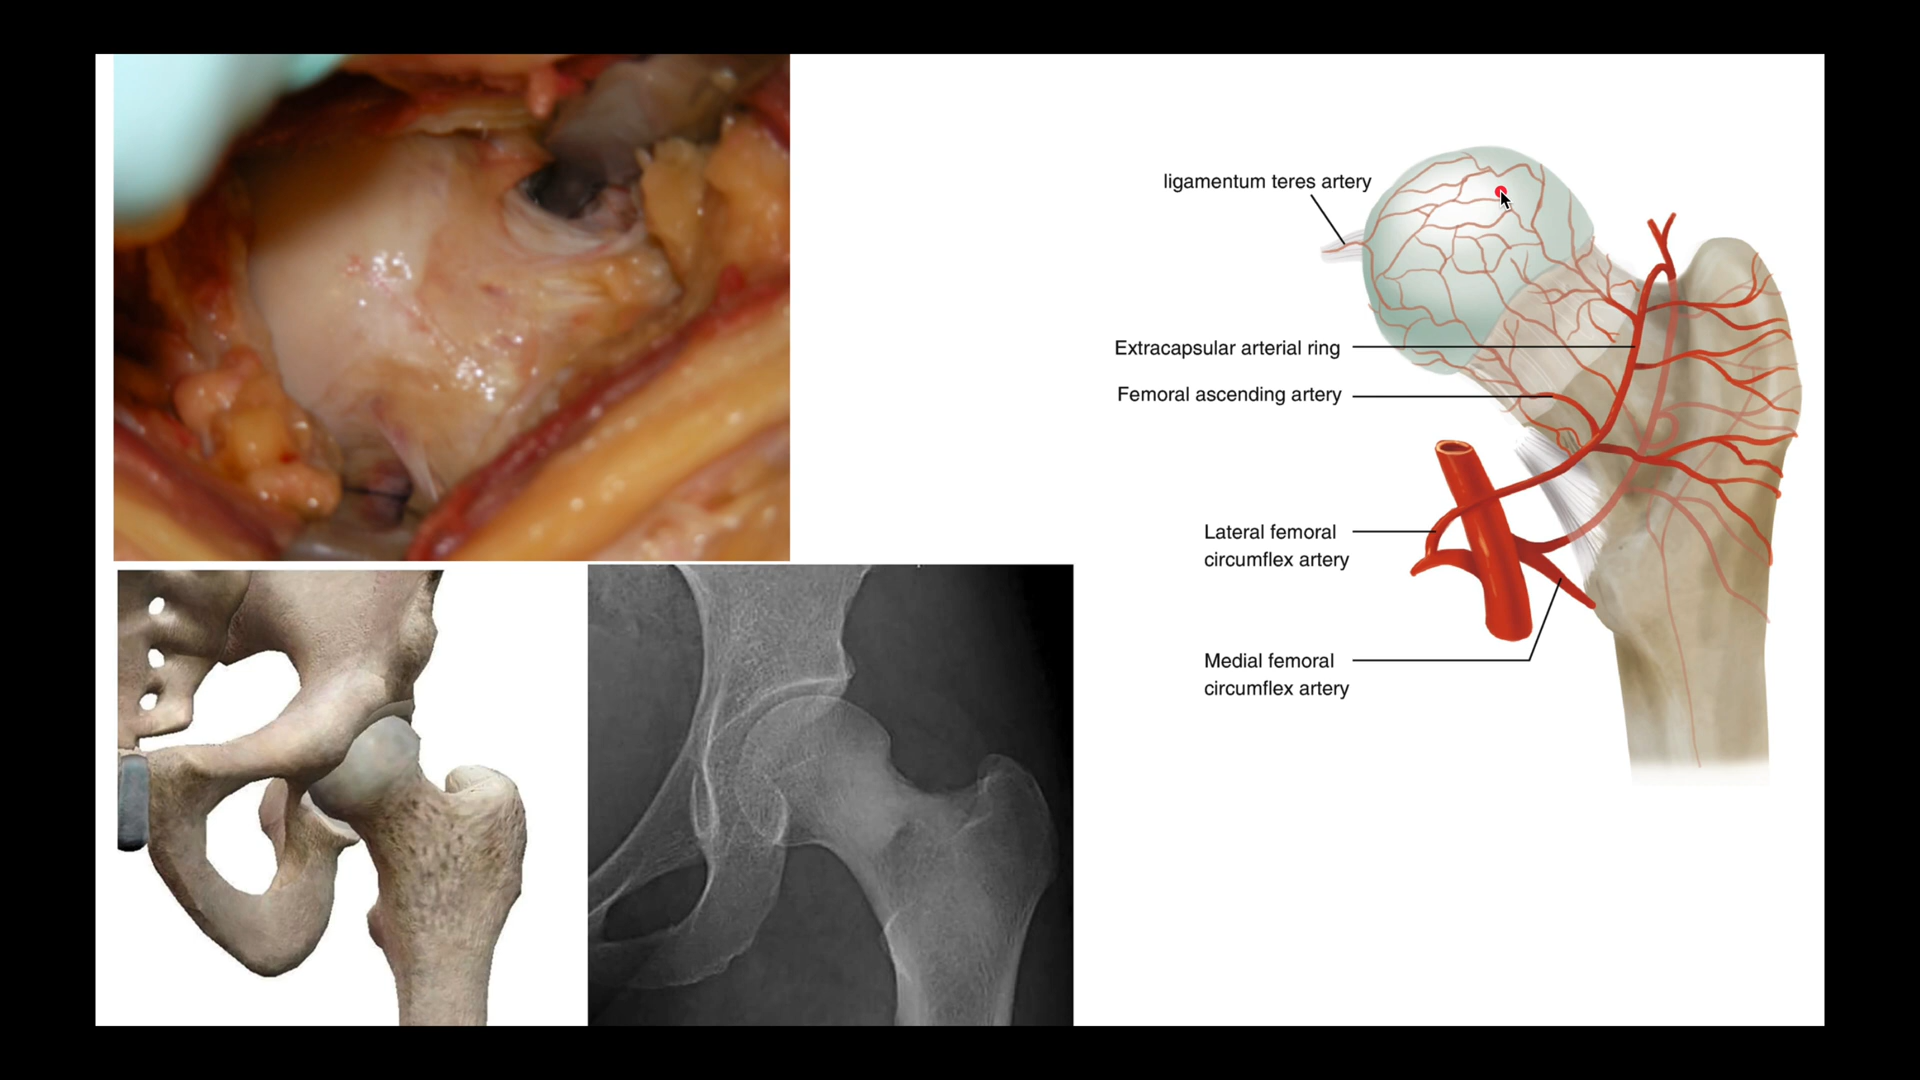 ligamentum teres artery
Extracapsular arterial ring
Femoral ascending artery
Lateral femoral
circumflex artery
Medial femoral
circumflex artery